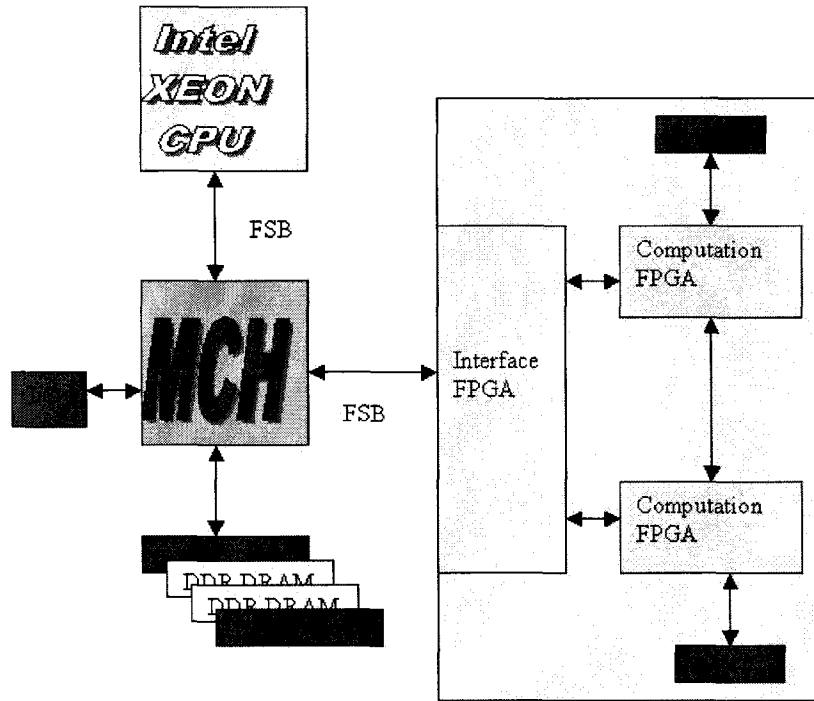 Intel
XEON
CPU
FSB
MCH
FSB
DDR DRAM
DDR DRAM
Interface
FPGA
Computation
FPGA
Computation
FPGA